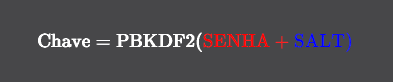 Chave = PBKDF2(SENHA + SALT)